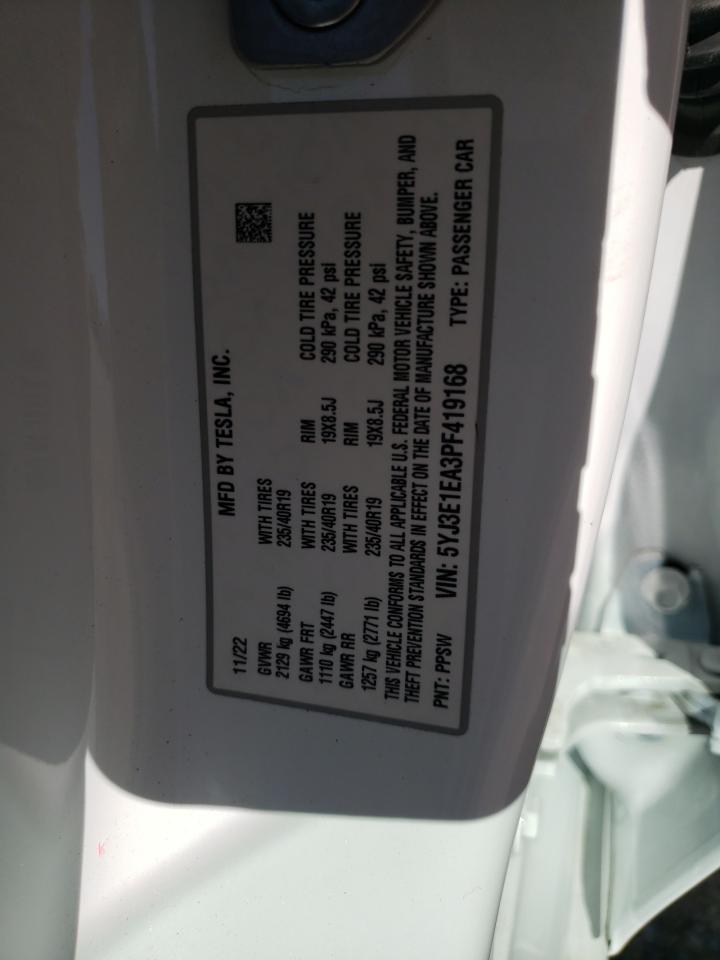 MFD BY TESLA, INC.
11/22
GVWR WITH TIRES
2129 kg (4694 lb) 235/40R19
GAWR FRT WITH TIRES RIM COLD TIRE PRESSURE
1110 kg (2447 lb) 235/40R19 19X8.5J 290 kPa, 42 psi
GAWR RR WITH TIRES RIM COLD TIRE PRESSURE
1257 kg (2771 lb) 235/40R19 19X8.5J 290 kPa, 42 psi
THIS VEHICLE CONFORMS TO ALL APPLICABLE U.S. FEDERAL MOTOR VEHICLE SAFETY, BUMPER, AND
THEFT PREVENTION STANDARDS IN EFFECT ON THE DATE OF MANUFACTURE SHOWN ABOVE.
PNT: PPSW VIN: 5YJ3E1EA3PF419168 TYPE: PASSENGER CAR